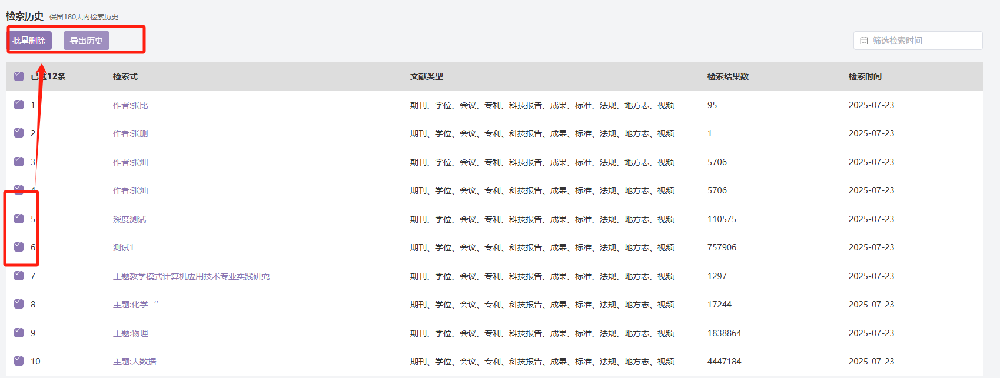 检索历史 保留180天内检索历史
批量删除 导出历史 筛选检索时间
已选12条 检索式 文献类型 检索结果数 检索时间
1 作者:张比 期刊、学位、会议、专利、科技报告、成果、标准、法规、地方志、视频 95 2025-07-23
2 作者:张删 期刊、学位、会议、专利、科技报告、成果、标准、法规、地方志、视频 1 2025-07-23
3 作者:张灿 期刊、学位、会议、专利、科技报告、成果、标准、法规、地方志、视频 5706 2025-07-23
4 作者:张灿 期刊、学位、会议、专利、科技报告、成果、标准、法规、地方志、视频 5706 2025-07-23
5 深度测试 期刊、学位、会议、专利、科技报告、成果、标准、法规、地方志、视频 110575 2025-07-23
6 测试1 期刊、学位、会议、专利、科技报告、成果、标准、法规、地方志、视频 757906 2025-07-23
7 主题教学模式计算机应用技术专业实践研究 期刊、学位、会议、专利、科技报告、成果、标准、法规、地方志、视频 1297 2025-07-23
8 主题:化学 ′′ 期刊、学位、会议、专利、科技报告、成果、标准、法规、地方志、视频 17244 2025-07-23
9 主题:物理 期刊、学位、会议、专利、科技报告、成果、标准、法规、地方志、视频 1838864 2025-07-23
10 主题:大数据 期刊、学位、会议、专利、科技报告、成果、标准、法规、地方志、视频 4447184 2025-07-23